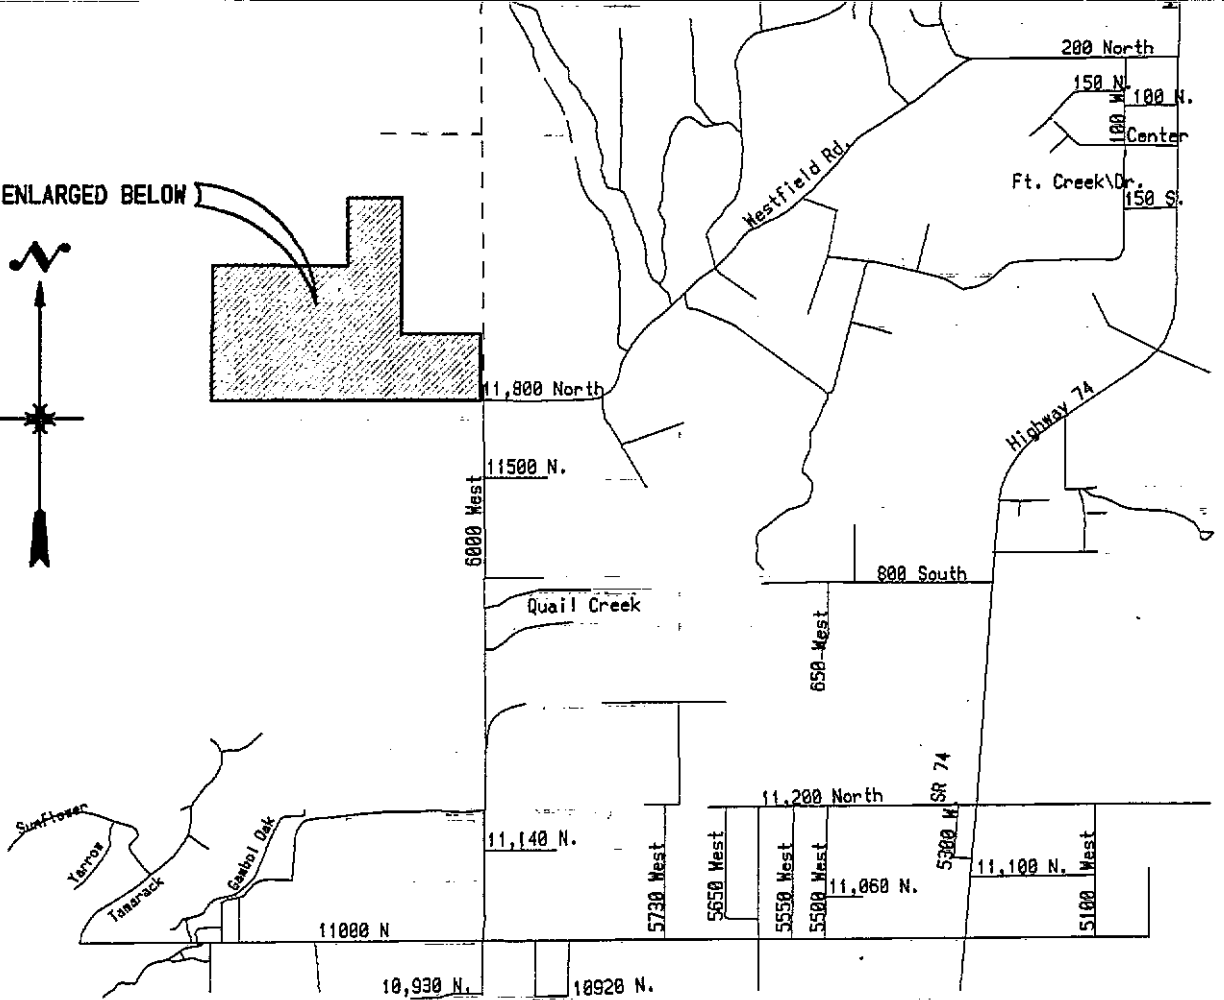 200 North
150 N.
100 W.
100 N.
Center
Ft. Creek\Dr.
150 S.
Westfield Rd.
ENLARGED BELOW
N
11,800 North
Highway 74
11500 N.
6000 West
800 South
Quail Creek
650 West
SR 74
11,200 North
Sunflower
Yarrow
Tamarack
Gambol Oak
11,140 N.
5730 West
5650 West
5550 West
5500 West
11,060 N.
5300 W.
11,100 N.
5100 West
11000 N
10,930 N.
10920 N.